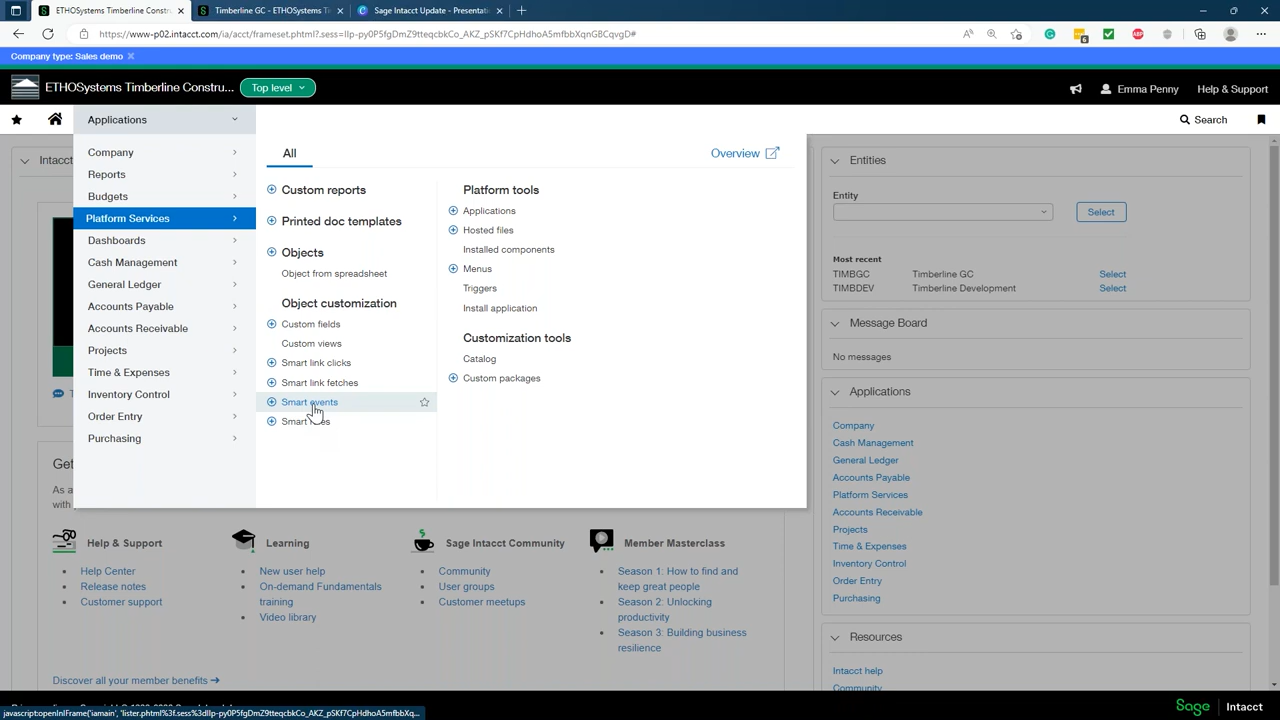 ETHOSystems Timberline Constru
Timberline GC - ETHOSystems Ti
Sage Intacct Update - Presentat
https://www-p02.intacct.com/ia/acct/frameset.phtml?.sess=Ilp-py0P5fgDmZ9tteqcbkCo_AKZ_pSKf7CpHdhoA5mfbbXqnGBCqvgD#
Company type: Sales demo
ETHOSystems Timberline Constru...
Top level
Emma Penny
Help & Support
Applications
Search
Company
Reports
Budgets
Platform Services
Dashboards
Cash Management
General Ledger
Accounts Payable
Accounts Receivable
Projects
Time & Expenses
Inventory Control
Order Entry
Purchasing
All
Overview
Custom reports
Printed doc templates
Objects
Object from spreadsheet
Object customization
Custom fields
Custom views
Smart link clicks
Smart link fetches
Smart events
Platform tools
Applications
Hosted files
Installed components
Menus
Triggers
Install application
Customization tools
Catalog
Custom packages
Intacct
Get
As a
with
Help & Support
Help Center
Release notes
Customer support
Learning
New user help
On-demand Fundamentals
training
Video library
Sage Intacct Community
Community
User groups
Customer meetups
Member Masterclass
Season 1: How to find and
keep great people
Season 2: Unlocking
productivity
Season 3: Building business
resilience
Discover all your member benefits
Entities
Entity
Select
Most recent
TIMBGC Timberline GC Select
TIMBDEV Timberline Development Select
Message Board
No messages
Applications
Company
Cash Management
General Ledger
Accounts Payable
Platform Services
Accounts Receivable
Projects
Time & Expenses
Inventory Control
Order Entry
Purchasing
Resources
Intacct help
Community
Sage Intacct